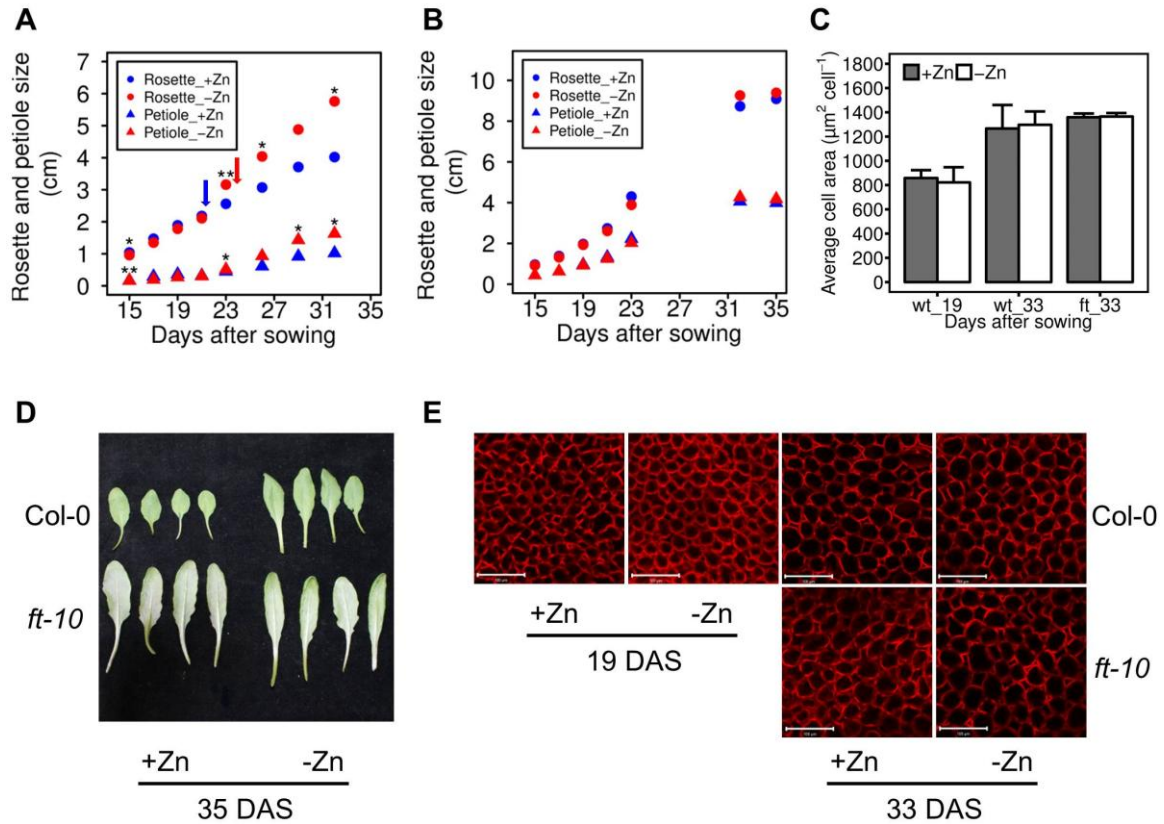 A
Rosette and petiole size
(cm)
7
6
5
4
3
2
1
0
Rosette_+Zn
Rosette_−Zn
Petiole_+Zn
Petiole_−Zn
*
**
*
*
*
*
**
*
15 19 23 27 31 35
Days after sowing
B
Rosette and petiole size
(cm)
10
8
6
4
2
0
Rosette_+Zn
Rosette_−Zn
Petiole_+Zn
Petiole_−Zn
15 19 23 27 31 35
Days after sowing
C
Average cell area (μm² cell⁻¹)
1800
1600
1400
1200
1000
800
600
400
200
0
+Zn −Zn
wt_19 wt_33 ft_33
Days after sowing
D
Col-0
ft-10
+Zn -Zn
35 DAS
E
Col-0
+Zn -Zn
19 DAS
ft-10
+Zn -Zn
33 DAS